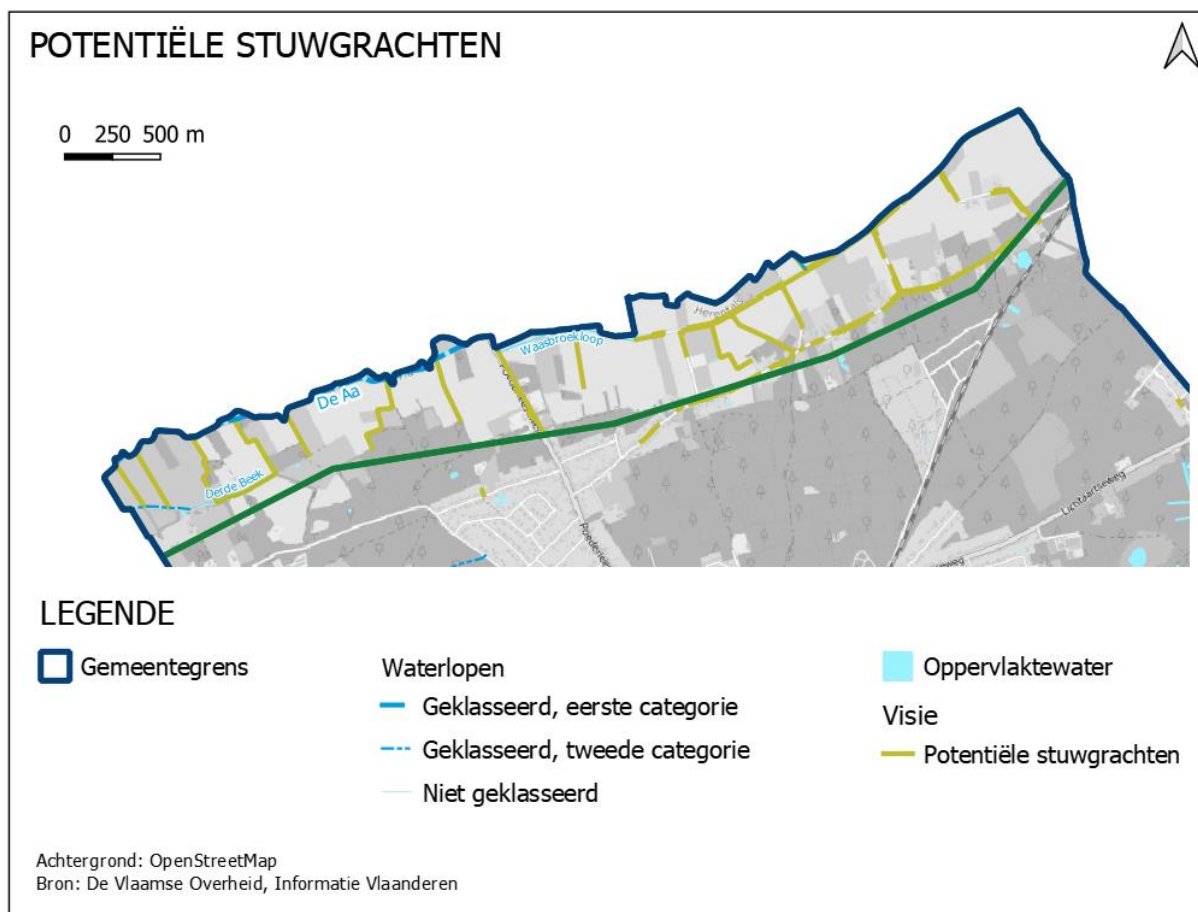 POTENTIËLE STUWGRACHTEN
0 250 500 m
Herentals
Waasbroekloop
De Aa
Derde Beek
Lichtaartseweg
LEGENDE
Gemeentegrens
Waterlopen
Geklasseerd, eerste categorie
Geklasseerd, tweede categorie
Niet geklasseerd
Oppervlaktewater
Visie
Potentiële stuwgrachten
Achtergrond: OpenStreetMap
Bron: De Vlaamse Overheid, Informatie Vlaanderen